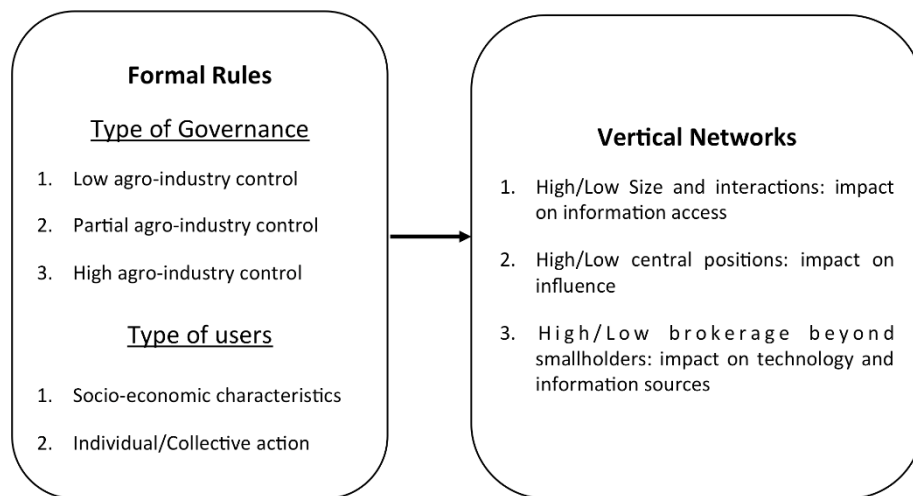 Formal Rules
Type of Governance
1. Low agro-industry control
2. Partial agro-industry control
3. High agro-industry control
Type of users
1. Socio-economic characteristics
2. Individual/Collective action
Vertical Networks
1. High/Low Size and interactions: impact
on information access
2. High/Low central positions: impact on
influence
3. High/Low brokerage beyond
smallholders: impact on technology and
information sources